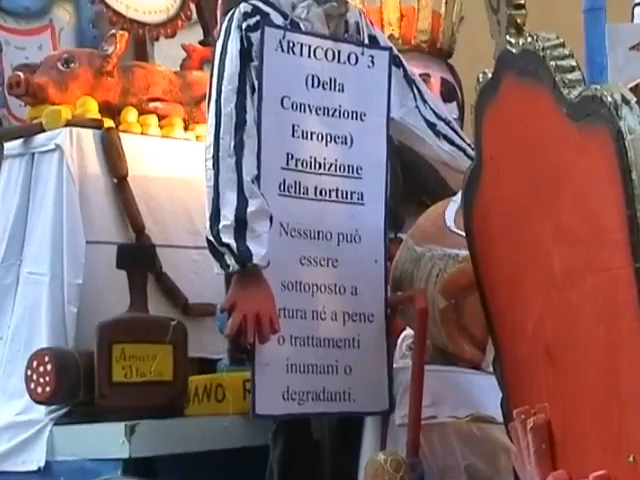 ARTICOLO 3
(Della
Convenzione
Europea)
Proibizione
della tortura
Nessuno può
essere
sottoposto a
rtura né a pene
o trattamenti
inumani o
degradanti.
Amaro
Italia
ANO